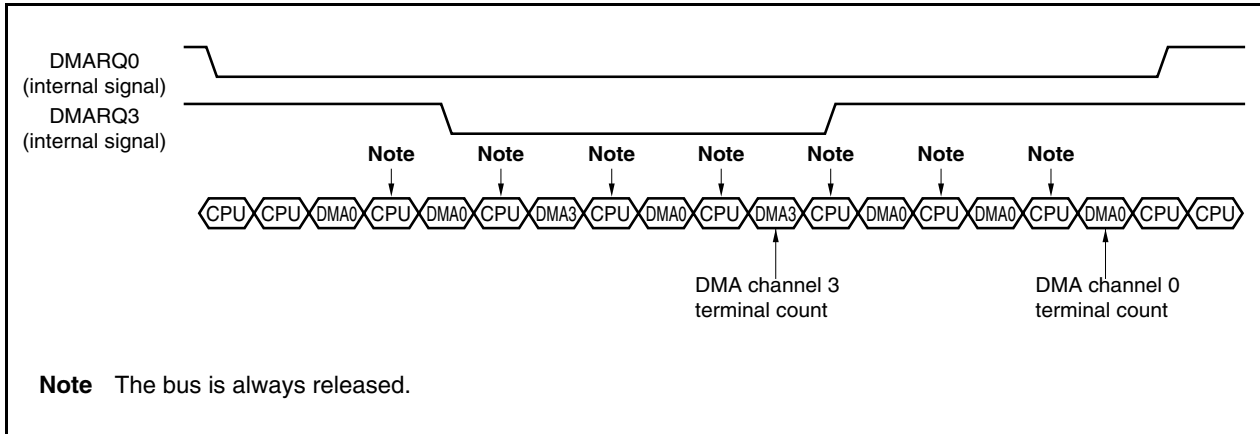 DMARQ0
(internal signal)
DMARQ3
(internal signal)
Note Note Note Note Note Note Note
CPU CPU DMA0 CPU DMA0 CPU DMA3 CPU DMA0 CPU DMA3 CPU DMA0 CPU DMA0 CPU DMA0 CPU CPU
DMA channel 3
terminal count
DMA channel 0
terminal count
Note The bus is always released.